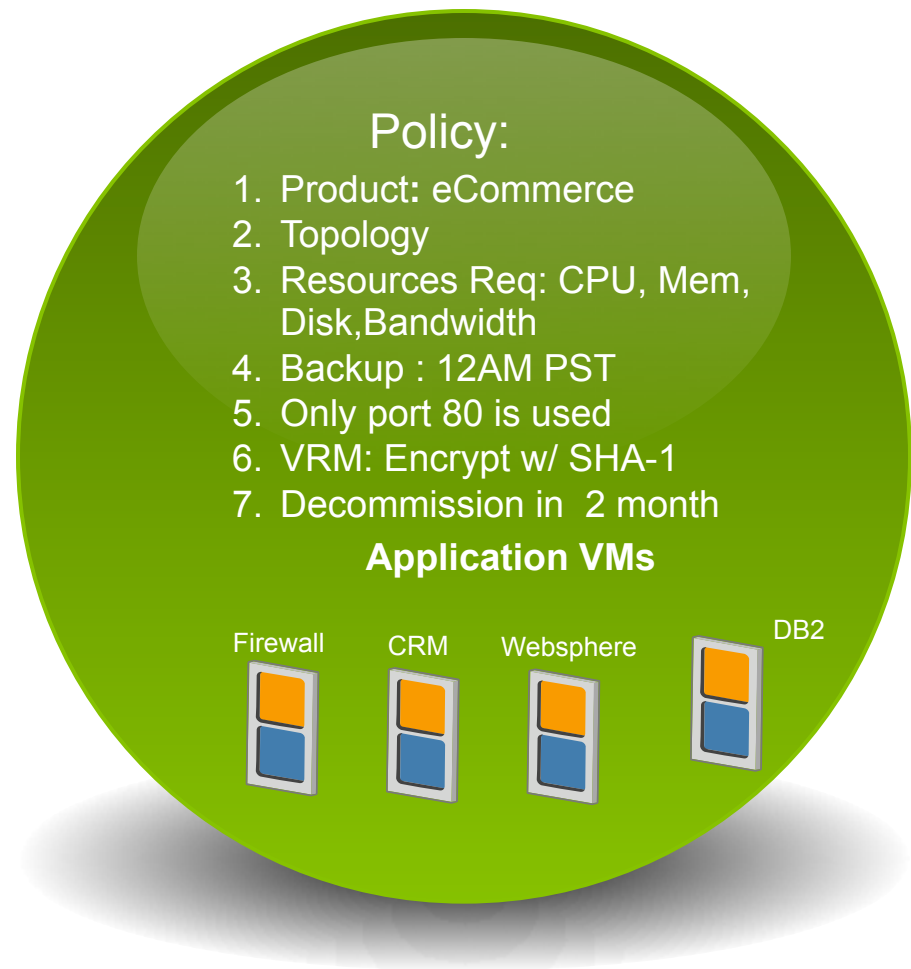 Policy:
1. Product: eCommerce
2. Topology
3. Resources Req: CPU, Mem,
Disk,Bandwidth
4. Backup : 12AM PST
5. Only port 80 is used
6. VRM: Encrypt w/ SHA-1
7. Decommission in  2 month
Application VMs
Firewall CRM Websphere DB2